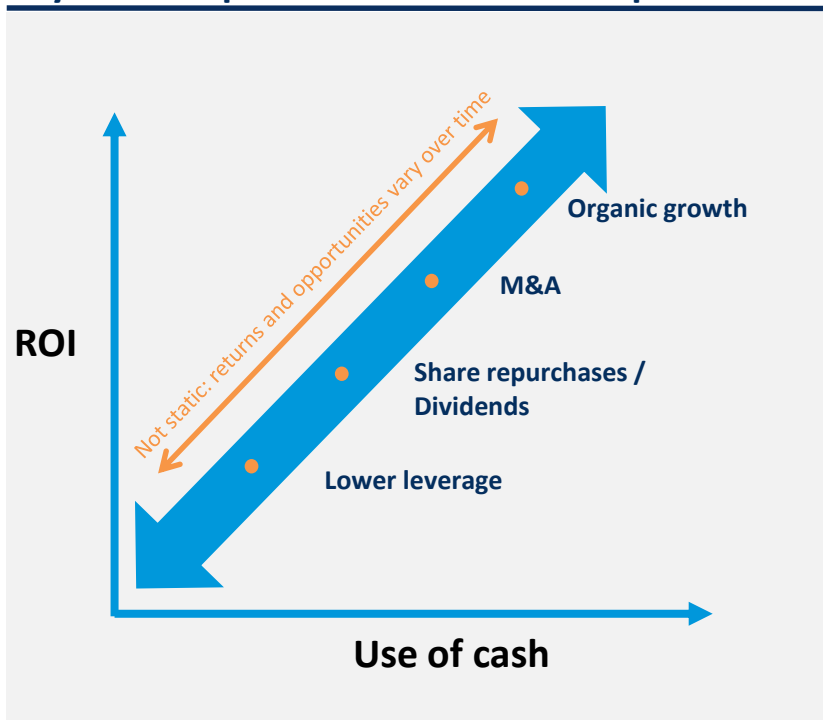 Not static: returns and opportunities vary over time
Organic growth
M&A
ROI
Share repurchases /
Dividends
Lower leverage
Use of cash